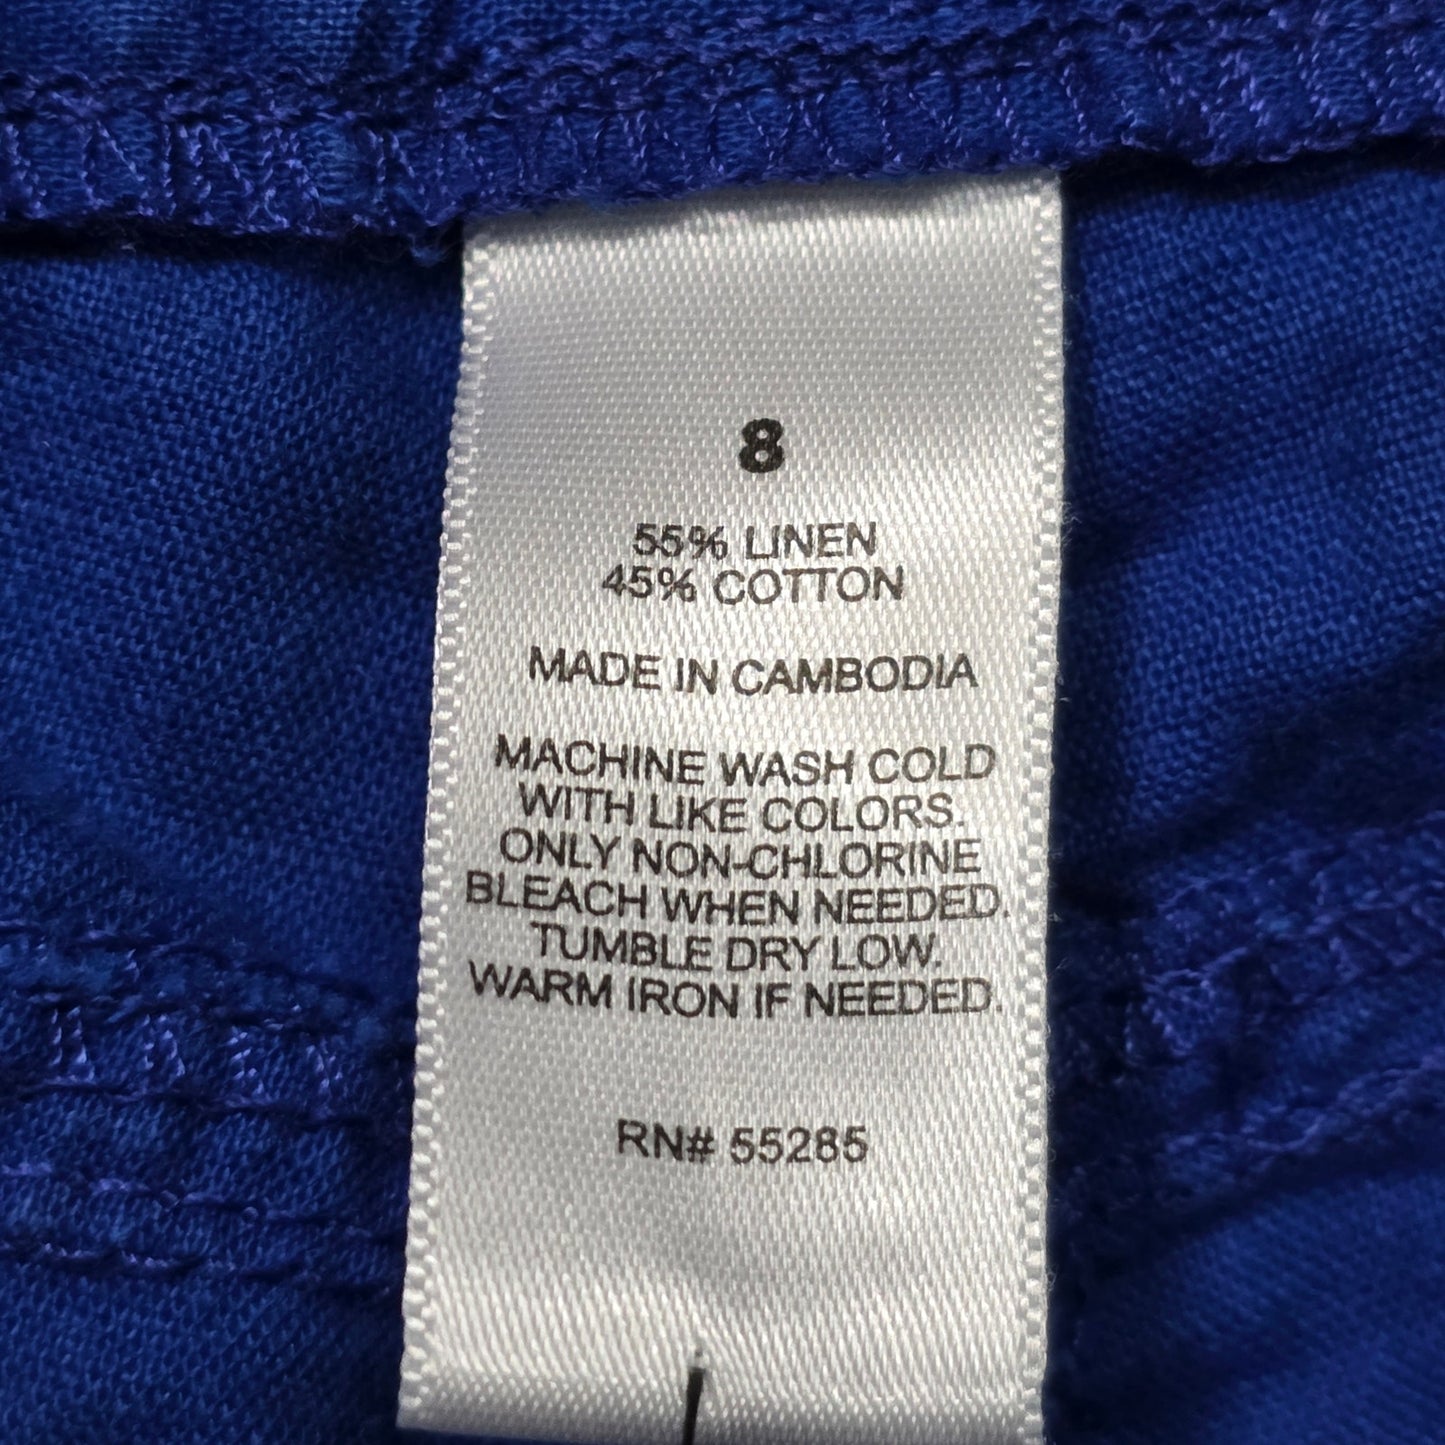 8
55% LINEN
45% COTTON
MADE IN CAMBODIA
MACHINE WASH COLD
WITH LIKE COLORS.
ONLY NON-CHLORINE
BLEACH WHEN NEEDED.
TUMBLE DRY LOW.
WARM IRON IF NEEDED.
RN# 55285